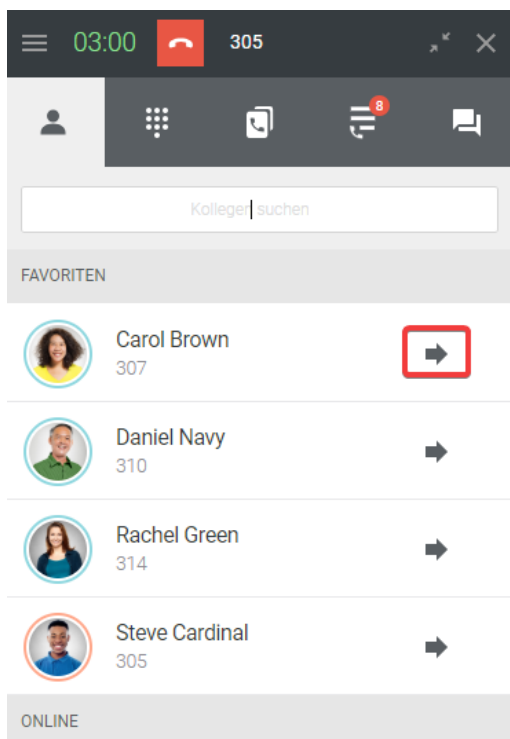 03:00 305
8
Kollegen suchen
FAVORITEN
Carol Brown
307
Daniel Navy
310
Rachel Green
314
Steve Cardinal
305
ONLINE